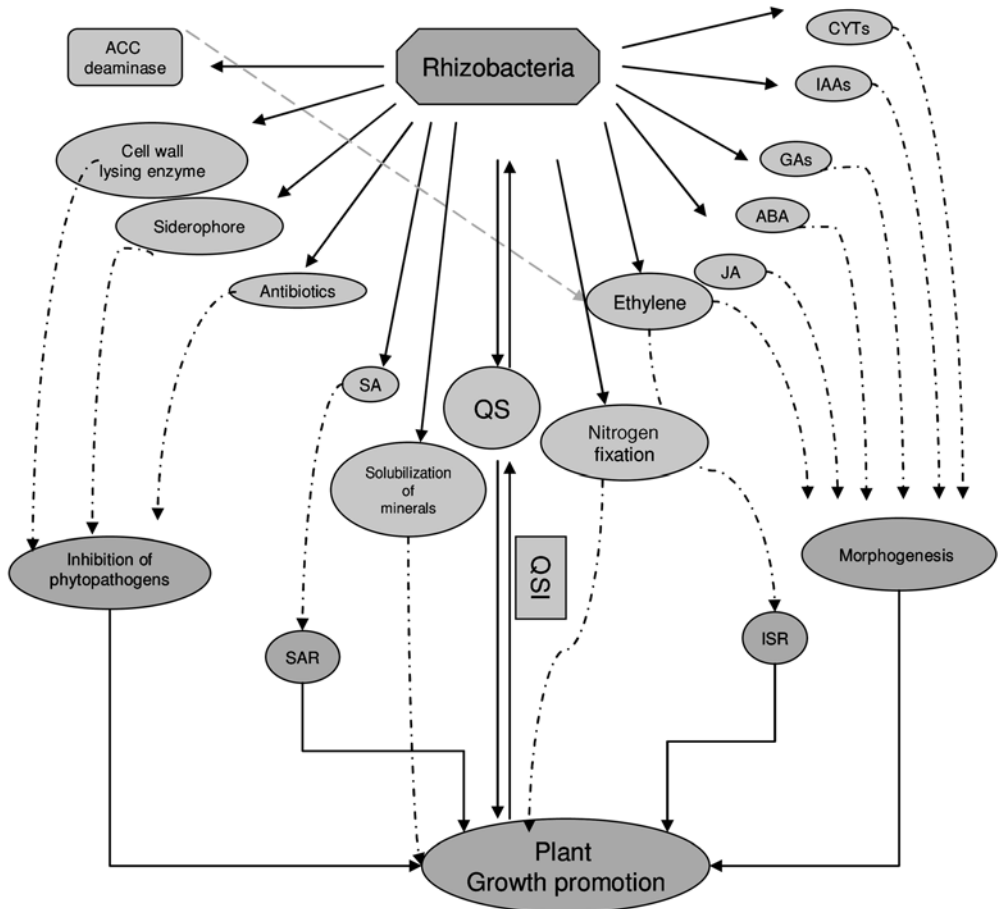 ACC
deaminase
Rhizobacteria
CYTs
IAAs
Cell wall
lysing enzyme
GAs
Siderophore
ABA
JA
Antibiotics
Ethylene
SA
QS
Nitrogen
fixation
Solubilization
of
minerals
Inhibition of
phytopathogens
QSI
Morphogenesis
SAR
ISR
Plant
Growth promotion